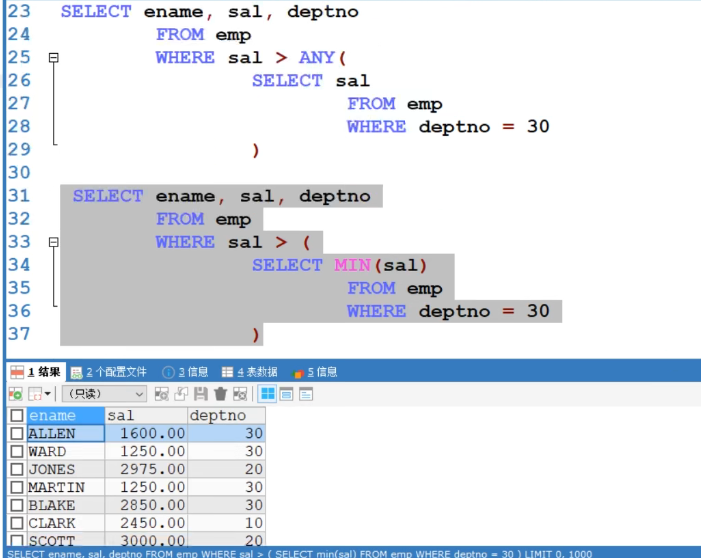 23 SELECT ename, sal, deptno
24 FROM emp
25 WHERE sal > ANY(
26 SELECT sal
27 FROM emp
28 WHERE deptno = 30
29 )
30
31 SELECT ename, sal, deptno
32 FROM emp
33 WHERE sal > (
34 SELECT MIN(sal)
35 FROM emp
36 WHERE deptno = 30
37 )
1 结果 2 个配置文件 3 信息 4 表数据 5 信息
(只读)
ename sal deptno
ALLEN 1600.00 30
WARD 1250.00 30
JONES 2975.00 20
MARTIN 1250.00 30
BLAKE 2850.00 30
CLARK 2450.00 10
SCOTT 3000.00 20
SELECT ename, sal, deptno FROM emp WHERE sal > ( SELECT min(sal) FROM emp WHERE deptno = 30 ) LIMIT 0, 1000